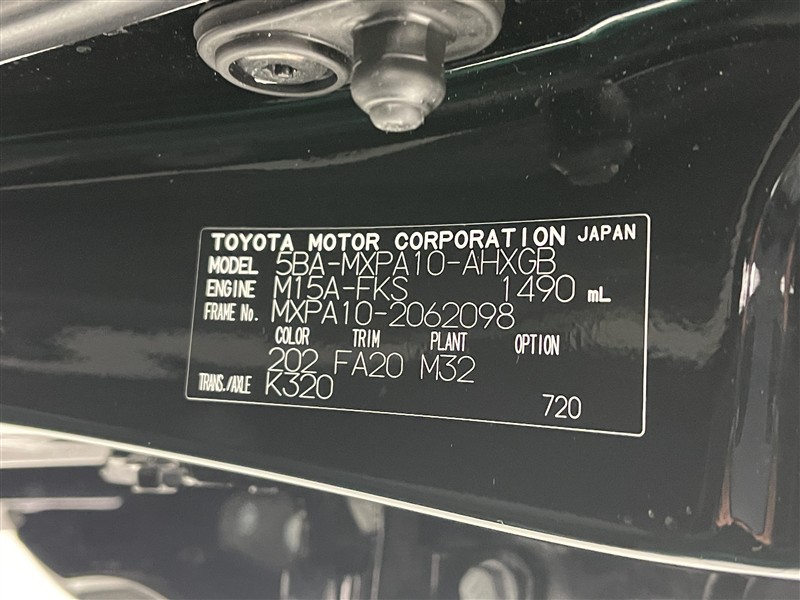 TOYOTA MOTOR CORPORATION JAPAN
MODEL 5BA-MXPA10-AHXGB
ENGINE M15A-FKS 1490 mL
FRAME No. MXPA10-2062098
COLOR TRIM PLANT OPTION
202 FA20 M32
TRANS./AXLE K320
720